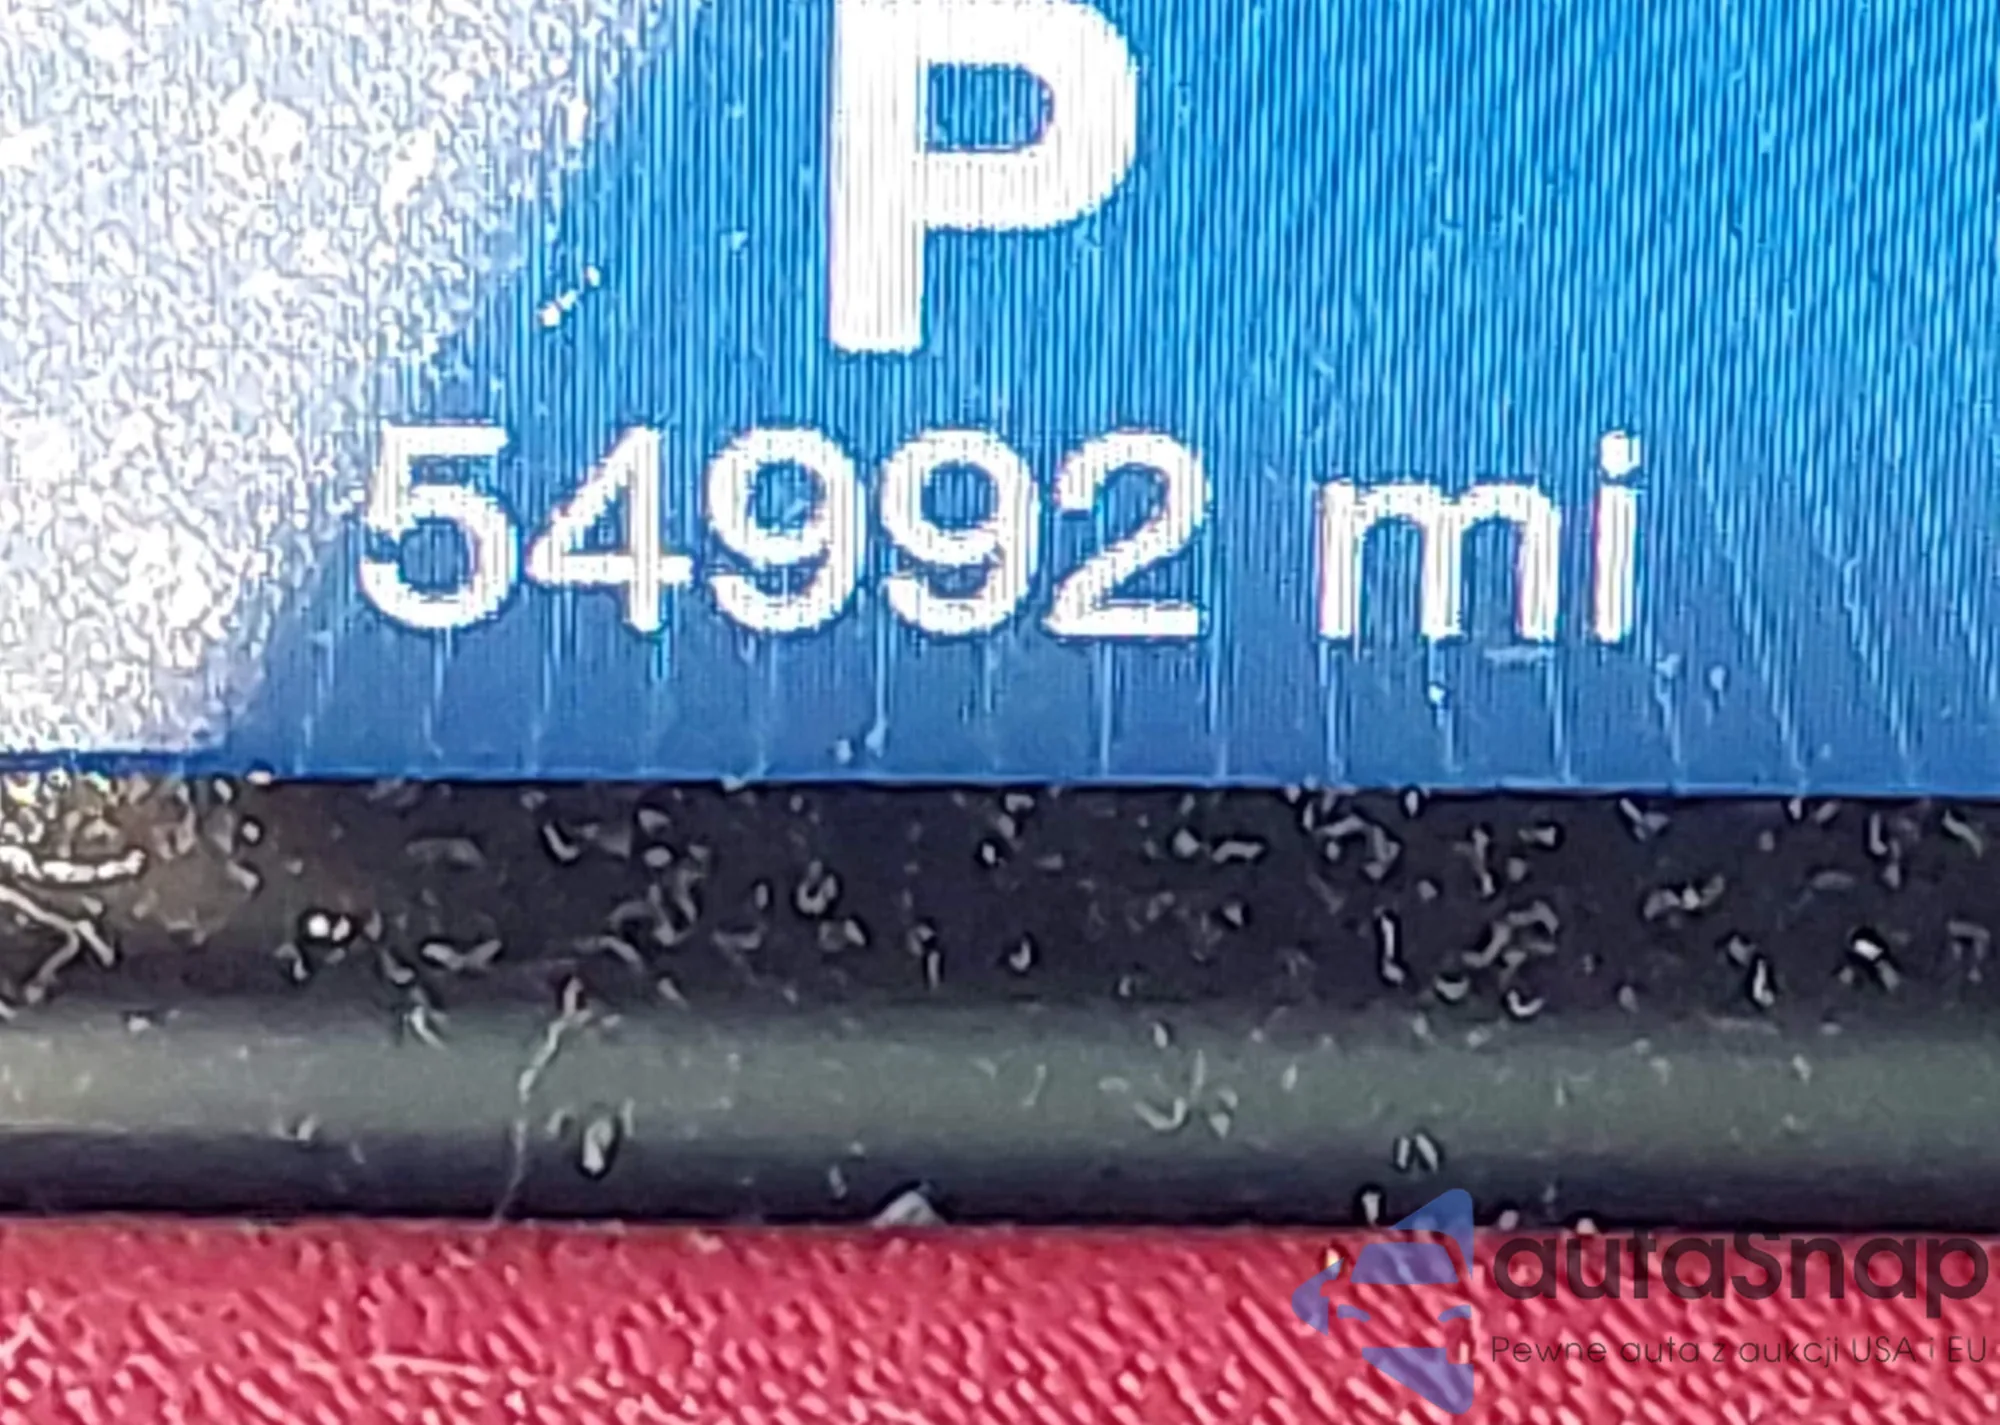 P
54992 mi
autasnap
Pewne auta z aukcji USA i EU